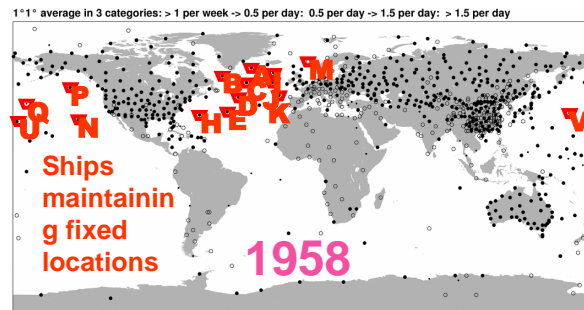 1°1° average in 3 categories: > 1 per week -> 0.5 per day: 0.5 per day -> 1.5 per day: > 1.5 per day
M
B A I
P C J
Q D K
U N H E V
Ships
maintainin
g fixed
locations
1958